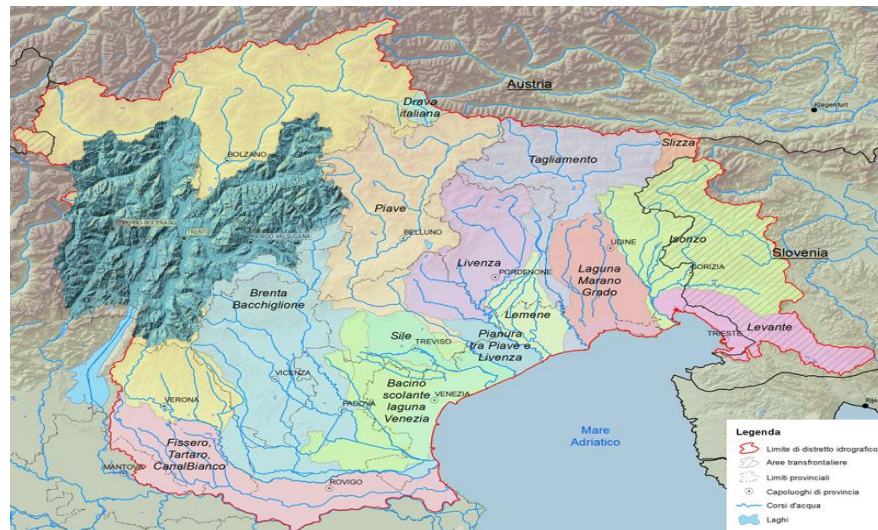 Austria
Klagenfurt
Drava
italiana
Slizza
Tagliamento
BOLZANO
Piave
TRENTO
BORGO VALSUGANA
BELLUNO
UDINE
Isonzo
Slovenia
Livenza
PORDENONE
Laguna
Marano
Grado
GORIZIA
Brenta
Bacchiglione
Lemene
Levante
TRIESTE
Sile
TREVISO
Pianura
tra Piave e
Livenza
VICENZA
Bacino
scolante
laguna
Venezia
VERONA
PADOVA
VENEZIA
Mare
Adriatico
Fissero,
Tartaro,
CanalBianco
MANTOVA
ROVIGO
Legenda
Limite di distretto idrografico
Aree transfrontaliere
Limiti provinciali
Capoluoghi di provincia
Corsi d'acqua
Laghi